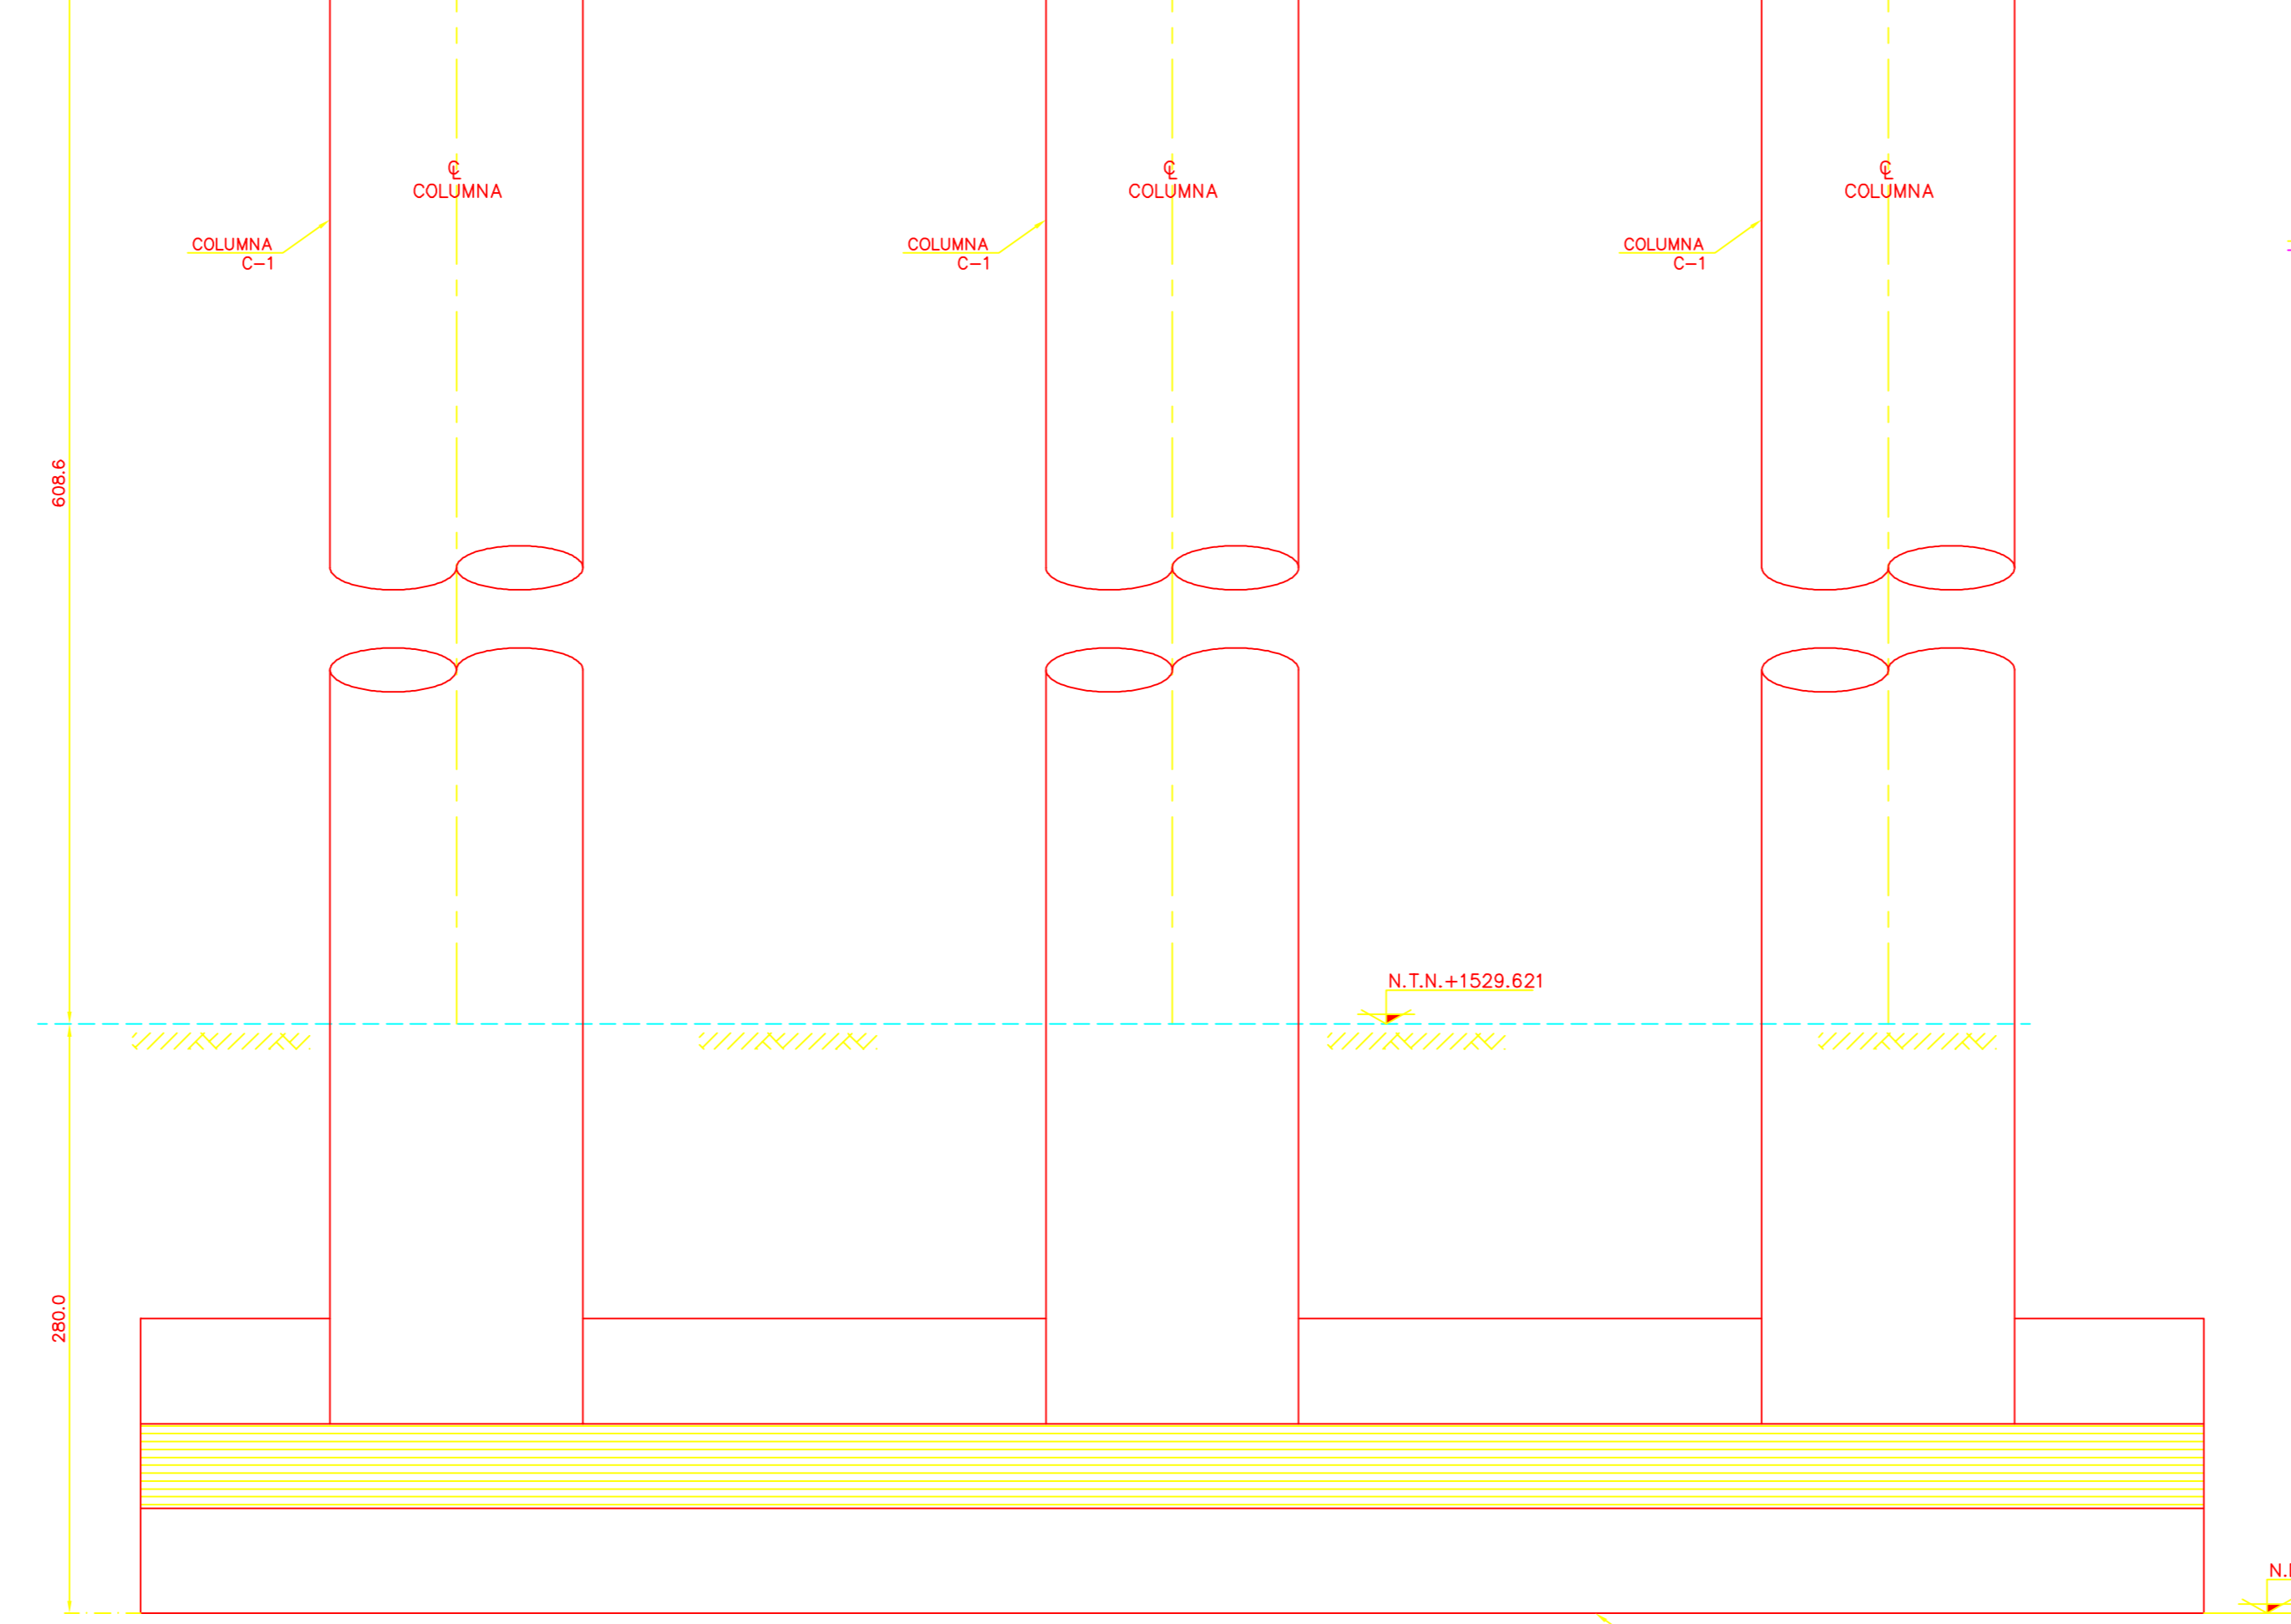 ℄ ℄ ℄
COLUMNA COLUMNA COLUMNA
COLUMNA COLUMNA COLUMNA
C-1 C-1 C-1
608.6
N.T.N.+1529.621
280.0